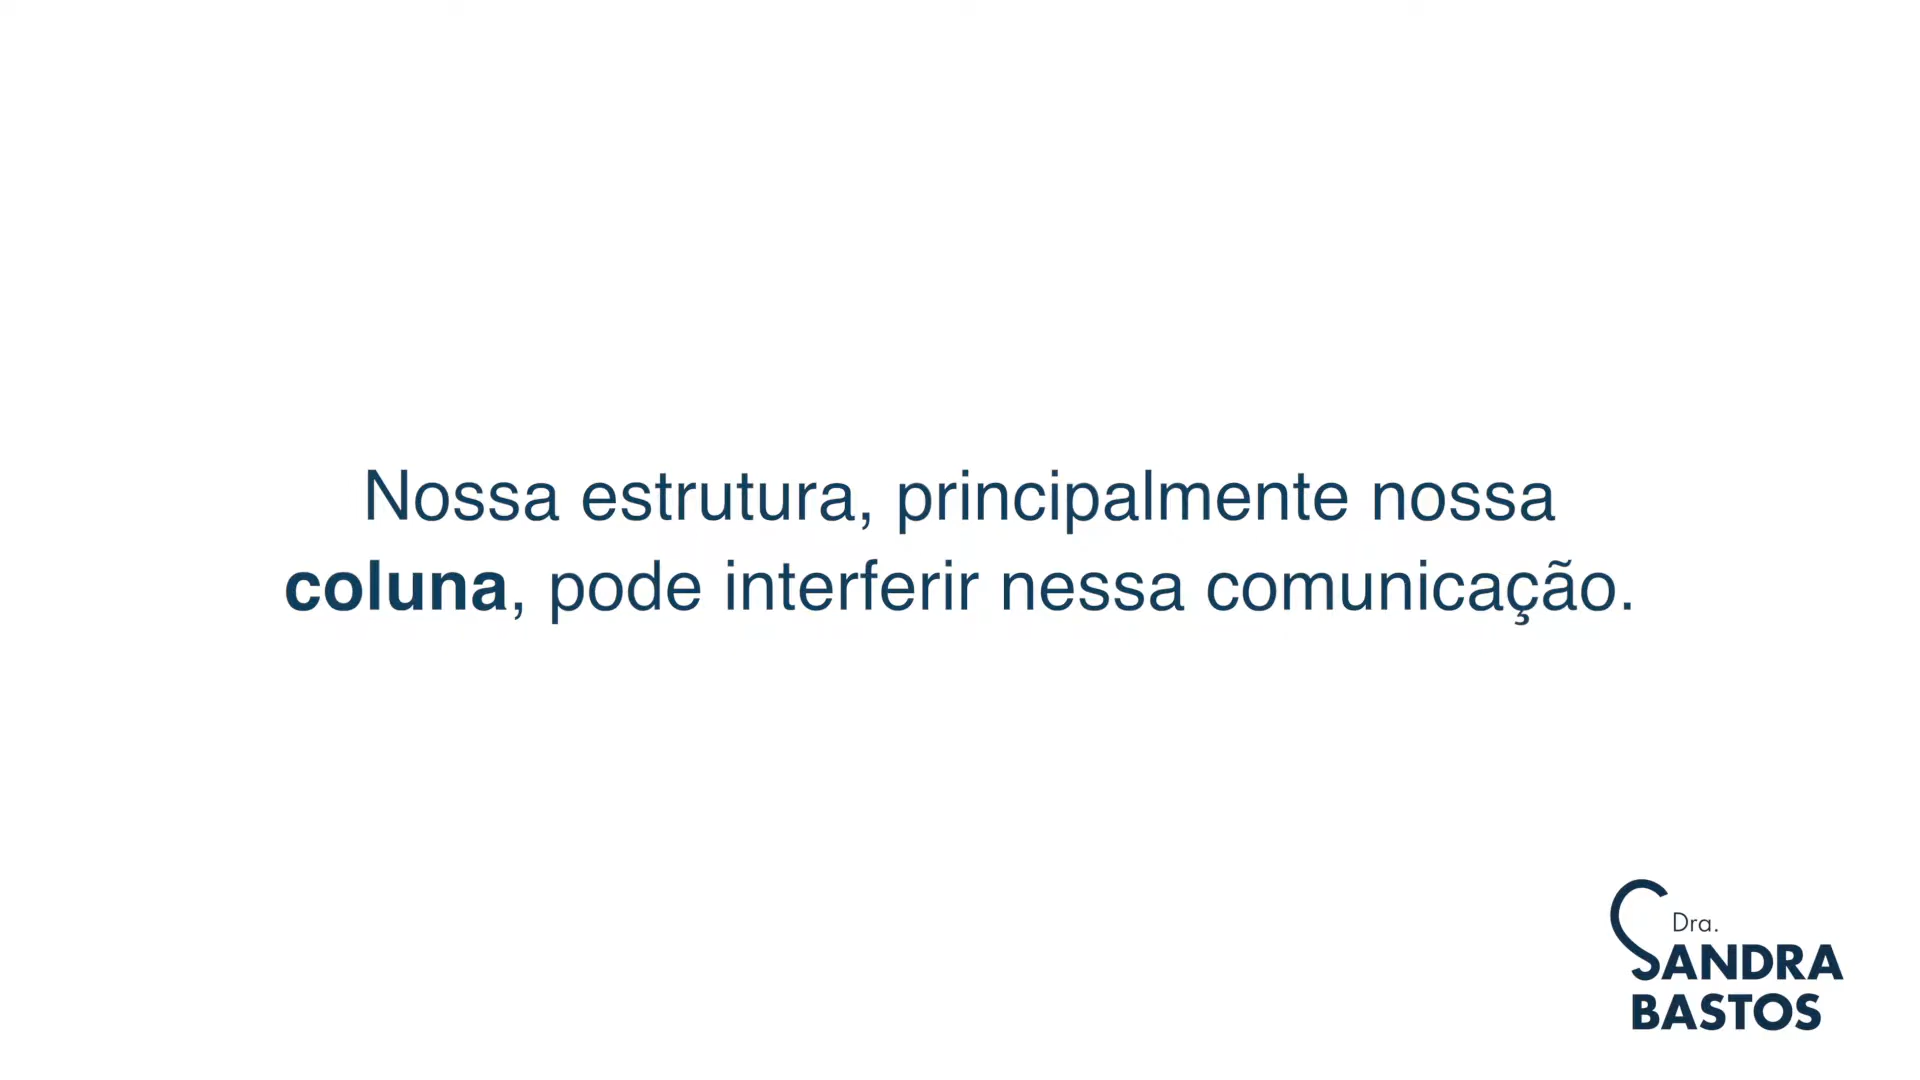 Nossa estrutura, principalmente nossa
coluna, pode interferir nessa comunicação.
Dra.
SANDRA
BASTOS